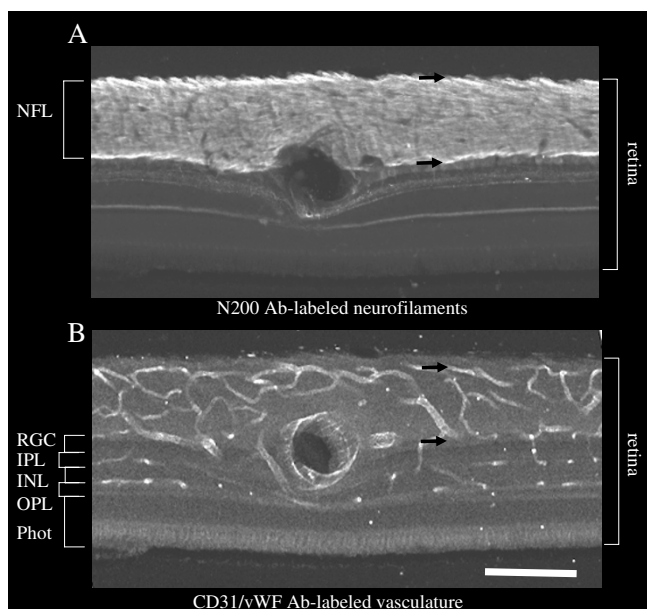 A
NFL
retina
N200 Ab-labeled neurofilaments
B
RGC
IPL
INL
OPL
Phot
retina
CD31/vWF Ab-labeled vasculature